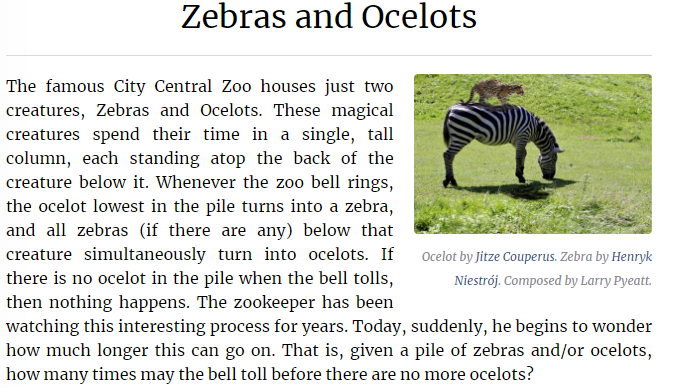 Zebras and Ocelots
The famous City Central Zoo houses just two
creatures, Zebras and Ocelots. These magical
creatures spend their time in a single, tall
column, each standing atop the back of the
creature below it. Whenever the zoo bell rings,
the ocelot lowest in the pile turns into a zebra,
and all zebras (if there are any) below that
creature simultaneously turn into ocelots. If
there is no ocelot in the pile when the bell tolls,
then nothing happens. The zookeeper has been
watching this interesting process for years. Today, suddenly, he begins to wonder
how much longer this can go on. That is, given a pile of zebras and/or ocelots,
how many times may the bell toll before there are no more ocelots?
Ocelot by Jitze Couperus. Zebra by Henryk
Niestrój. Composed by Larry Pyeatt.